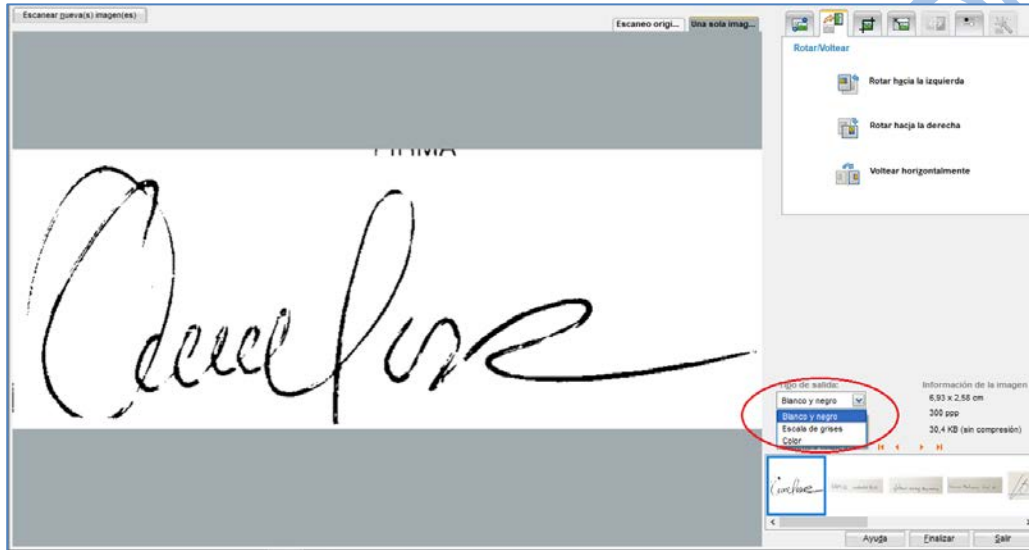 Escanear nueva(s) imagen(es)
Escaneo origi...
Una sola imag...
Rotar/Voltear
Rotar hacia la izquierda
Rotar hacia la derecha
Voltear horizontalmente
FIRMA
Tipo de salida:
Blanco y negro
Blanco y negro
Escala de grises
Color
Información de la imagen
6,93 x 2,58 cm
300 ppp
30,4 KB (sin compresión)
Ayuda
Finalizar
Salir